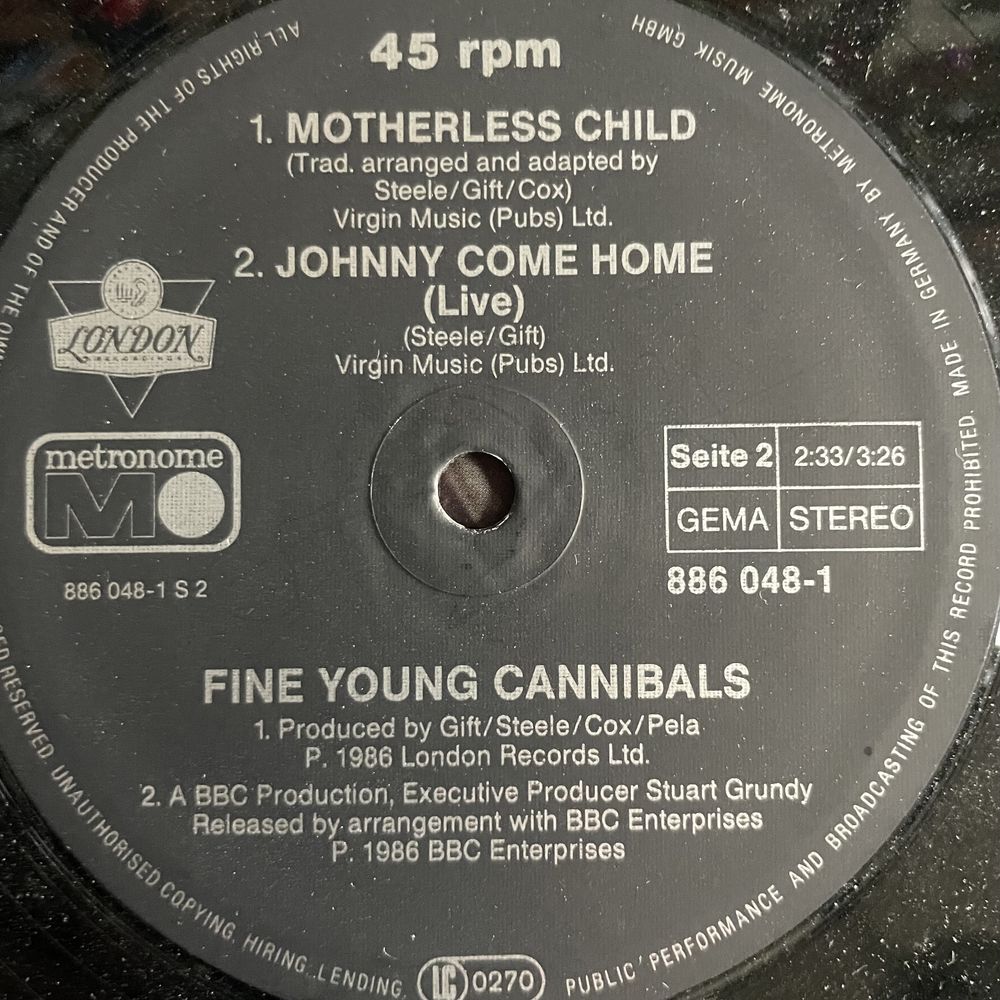 45 rpm
1. MOTHERLESS CHILD
(Trad. arranged and adapted by
Steele/Gift/Cox)
Virgin Music (Pubs) Ltd.
2. JOHNNY COME HOME
(Live)
(Steele/Gift)
Virgin Music (Pubs) Ltd.
LONDON
RECORDINGS
metronome
M
886 048-1 S 2
Seite 2
2:33/3:26
GEMA
STEREO
886 048-1
FINE YOUNG CANNIBALS
1. Produced by Gift/Steele/Cox/Pela
P. 1986 London Records Ltd.
2. A BBC Production, Executive Producer Stuart Grundy
Released by arrangement with BBC Enterprises
P. 1986 BBC Enterprises
LC 0270
ALL RIGHTS OF THE PRODUCER AND OF THE RESERVED. UNAUTHORISED COPYING, HIRING, LENDING, PUBLIC PERFORMANCE AND BROADCASTING OF THIS RECORD PROHIBITED. MADE IN GERMANY BY METRONOME MUSIK GMBH